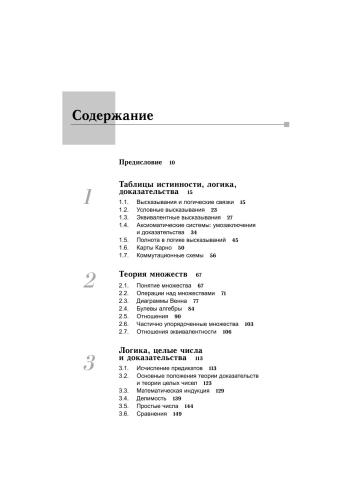 Содержание
Предисловие 10
1
Таблицы истинности, логика,
доказательства 15
1.1. Высказывания и логические связки 15
1.2. Условные высказывания 23
1.3. Эквивалентные высказывания 27
1.4. Аксиоматические системы: умозаключения
и доказательства 34
1.5. Полнота в логике высказываний 45
1.6. Карты Карно 50
1.7. Коммутационные схемы 56
2
Теория множеств 67
2.1. Понятие множества 67
2.2. Операции над множествами 71
2.3. Диаграммы Венна 77
2.4. Булевы алгебры 84
2.5. Отношения 90
2.6. Частично упорядоченные множества 103
2.7. Отношения эквивалентности 106
3
Логика, целые числа
и доказательства 113
3.1. Исчисление предикатов 113
3.2. Основные положения теории доказательств
и теории целых чисел 123
3.3. Математическая индукция 129
3.4. Делимость 139
3.5. Простые числа 144
3.6. Сравнения 149